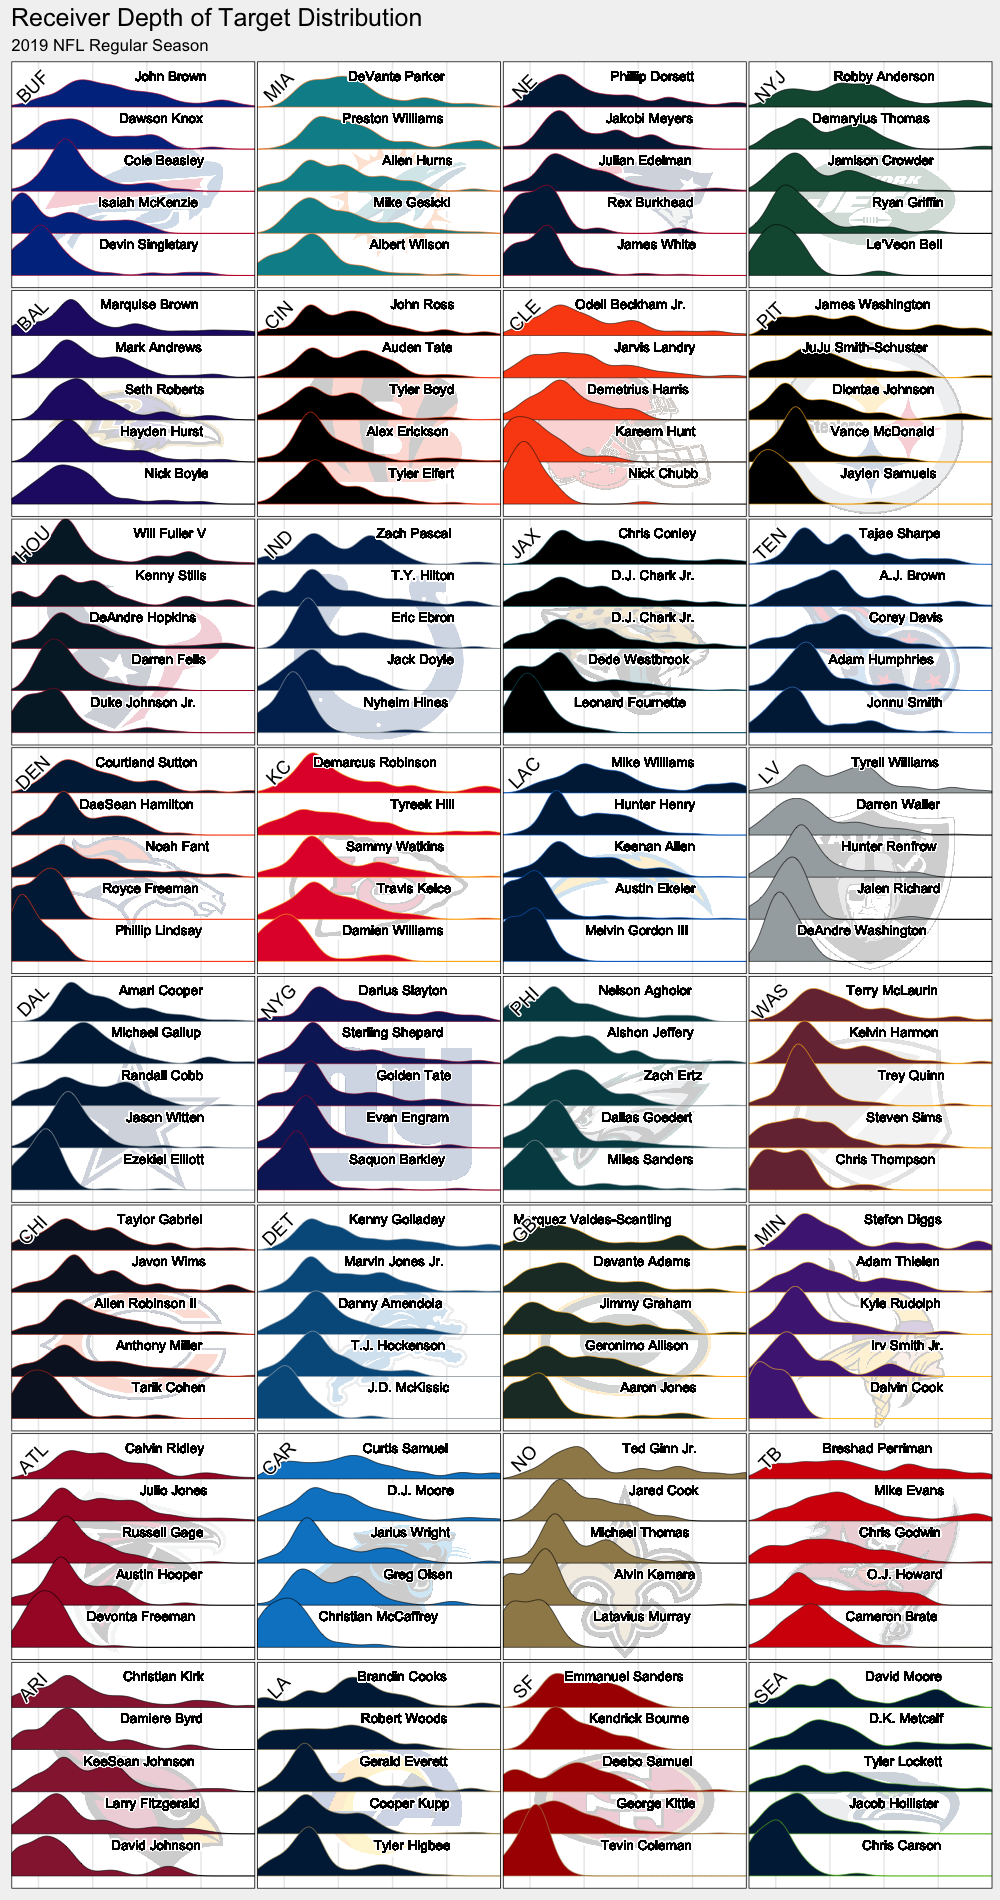 Receiver Depth of Target Distribution
2019 NFL Regular Season
BUF
John Brown
Dawson Knox
Cole Beasley
Isaiah McKenzie
Devin Singletary
MIA
DeVante Parker
Preston Williams
Allen Hurns
Mike Gesicki
Albert Wilson
NE
Phillip Dorsett
Jakobi Meyers
Julian Edelman
Rex Burkhead
James White
NYJ
Robby Anderson
Demaryius Thomas
Jamison Crowder
Ryan Griffin
Le'Veon Bell
BAL
Marquise Brown
Mark Andrews
Seth Roberts
Hayden Hurst
Nick Boyle
CIN
John Ross
Auden Tate
Tyler Boyd
Alex Erickson
Tyler Eifert
CLE
Odell Beckham Jr.
Jarvis Landry
Demetrius Harris
Kareem Hunt
Nick Chubb
PIT
James Washington
JuJu Smith-Schuster
Diontae Johnson
Vance McDonald
Jaylen Samuels
HOU
Will Fuller V
Kenny Stills
DeAndre Hopkins
Darren Fells
Duke Johnson Jr.
IND
Zach Pascal
T.Y. Hilton
Eric Ebron
Jack Doyle
Nyheim Hines
JAX
Chris Conley
D.J. Chark Jr.
D.J. Chark Jr.
Dede Westbrook
Leonard Fournette
TEN
Tajae Sharpe
A.J. Brown
Corey Davis
Adam Humphries
Jonnu Smith
DEN
Courtland Sutton
DaeSean Hamilton
Noah Fant
Royce Freeman
Phillip Lindsay
KC
Demarcus Robinson
Tyreek Hill
Sammy Watkins
Travis Kelce
Damien Williams
LAC
Mike Williams
Hunter Henry
Keenan Allen
Austin Ekeler
Melvin Gordon III
LV
Tyrell Williams
Darren Waller
Hunter Renfrow
Jalen Richard
DeAndre Washington
DAL
Amari Cooper
Michael Gallup
Randall Cobb
Jason Witten
Ezekiel Elliott
NYG
Darius Slayton
Sterling Shepard
Golden Tate
Evan Engram
Saquon Barkley
PHI
Nelson Agholor
Alshon Jeffery
Zach Ertz
Dallas Goedert
Miles Sanders
WAS
Terry McLaurin
Kelvin Harmon
Trey Quinn
Steven Sims
Chris Thompson
CHI
Taylor Gabriel
Javon Wims
Allen Robinson II
Anthony Miller
Tarik Cohen
DET
Kenny Golladay
Marvin Jones Jr.
Danny Amendola
T.J. Hockenson
J.D. McKissic
GB
Marquez Valdes-Scantling
Davante Adams
Jimmy Graham
Geronimo Allison
Aaron Jones
MIN
Stefon Diggs
Adam Thielen
Kyle Rudolph
Irv Smith Jr.
Dalvin Cook
ATL
Calvin Ridley
Julio Jones
Russell Gage
Austin Hooper
Devonta Freeman
CAR
Curtis Samuel
D.J. Moore
Jarius Wright
Greg Olsen
Christian McCaffrey
NO
Ted Ginn Jr.
Jared Cook
Michael Thomas
Alvin Kamara
Latavius Murray
TB
Breshad Perriman
Mike Evans
Chris Godwin
O.J. Howard
Cameron Brate
ARI
Christian Kirk
Damiere Byrd
KeeSean Johnson
Larry Fitzgerald
David Johnson
LA
Brandin Cooks
Robert Woods
Gerald Everett
Cooper Kupp
Tyler Higbee
SF
Emmanuel Sanders
Kendrick Bourne
Deebo Samuel
George Kittle
Tevin Coleman
SEA
David Moore
D.K. Metcalf
Tyler Lockett
Jacob Hollister
Chris Carson